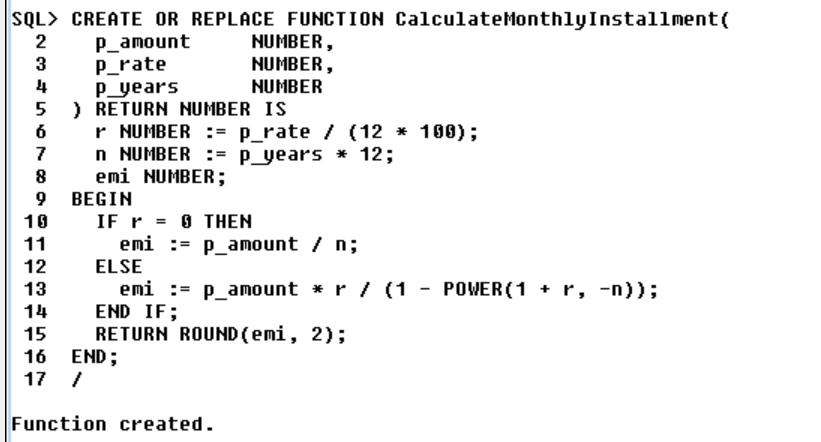 SQL> CREATE OR REPLACE FUNCTION CalculateMonthlyInstallment(
  2    p_amount     NUMBER,
  3    p_rate       NUMBER,
  4    p_years      NUMBER
  5  ) RETURN NUMBER IS
  6    r NUMBER := p_rate / (12 * 100);
  7    n NUMBER := p_years * 12;
  8    emi NUMBER;
  9  BEGIN
 10    IF r = 0 THEN
 11      emi := p_amount / n;
 12    ELSE
 13      emi := p_amount * r / (1 - POWER(1 + r, -n));
 14    END IF;
 15    RETURN ROUND(emi, 2);
 16  END;
 17  /
Function created.